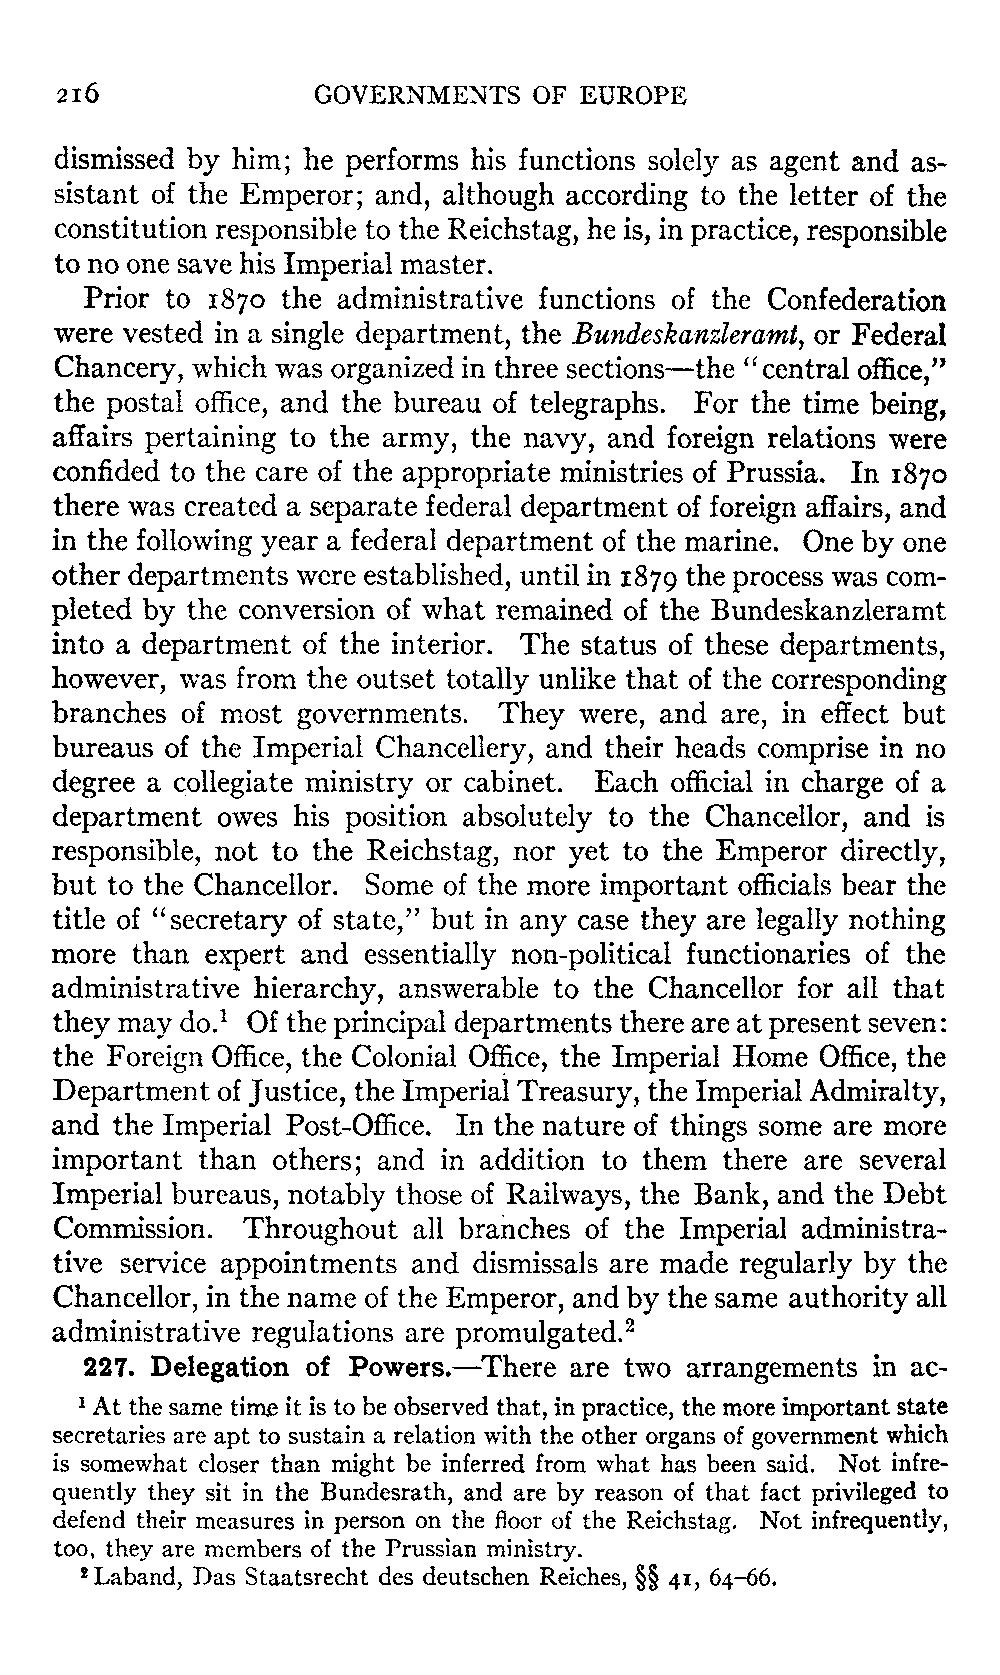 216 GOVERNMENTS OF EUROPE
dismissed by him; he performs his functions solely as agent and as-
sistant of the Emperor; and, although according to the letter of the
constitution responsible to the Reichstag, he is, in practice, responsible
to no one save his Imperial master.
Prior to 1870 the administrative functions of the Confederation
were vested in a single department, the Bundeskanzleramt, or Federal
Chancery, which was organized in three sections—the “central office,”
the postal office, and the bureau of telegraphs. For the time being,
affairs pertaining to the army, the navy, and foreign relations were
confided to the care of the appropriate ministries of Prussia. In 1870
there was created a separate federal department of foreign affairs, and
in the following year a federal department of the marine. One by one
other departments were established, until in 1879 the process was com-
pleted by the conversion of what remained of the Bundeskanzleramt
into a department of the interior. The status of these departments,
however, was from the outset totally unlike that of the corresponding
branches of most governments. They were, and are, in effect but
bureaus of the Imperial Chancellery, and their heads comprise in no
degree a collegiate ministry or cabinet. Each official in charge of a
department owes his position absolutely to the Chancellor, and is
responsible, not to the Reichstag, nor yet to the Emperor directly,
but to the Chancellor. Some of the more important officials bear the
title of “secretary of state,” but in any case they are legally nothing
more than expert and essentially non-political functionaries of the
administrative hierarchy, answerable to the Chancellor for all that
they may do.¹ Of the principal departments there are at present seven:
the Foreign Office, the Colonial Office, the Imperial Home Office, the
Department of Justice, the Imperial Treasury, the Imperial Admiralty,
and the Imperial Post-Office. In the nature of things some are more
important than others; and in addition to them there are several
Imperial bureaus, notably those of Railways, the Bank, and the Debt
Commission. Throughout all branches of the Imperial administra-
tive service appointments and dismissals are made regularly by the
Chancellor, in the name of the Emperor, and by the same authority all
administrative regulations are promulgated.²
227. Delegation of Powers.—There are two arrangements in ac-
¹ At the same time it is to be observed that, in practice, the more important state
secretaries are apt to sustain a relation with the other organs of government which
is somewhat closer than might be inferred from what has been said. Not infre-
quently they sit in the Bundesrath, and are by reason of that fact privileged to
defend their measures in person on the floor of the Reichstag. Not infrequently,
too, they are members of the Prussian ministry.
² Laband, Das Staatsrecht des deutschen Reiches, §§ 41, 64–66.